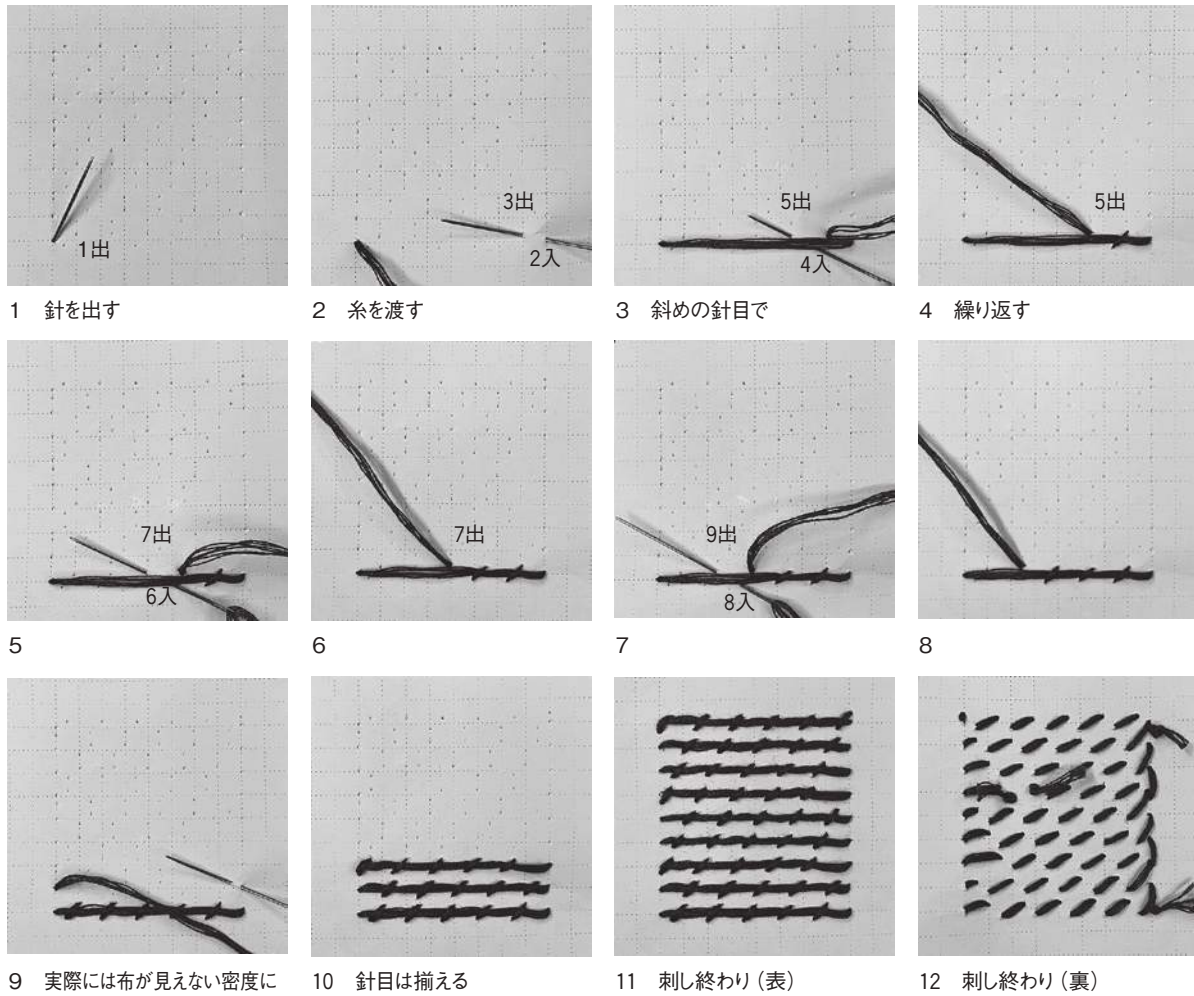 1出
3出
2入
5出
4入
5出
1 針を出す
2 糸を渡す
3 斜めの針目で
4 繰り返す
7出
6入
7出
9出
8入
5
6
7
8
9 実際には布が見えない密度に
10 針目は揃える
11 刺し終わり（表）
12 刺し終わり（裏）